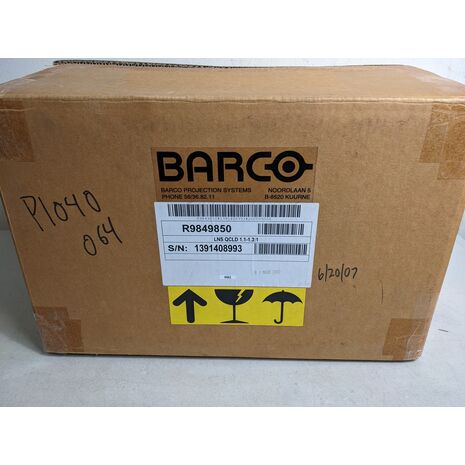 BARCO
BARCO PROJECTION SYSTEMS NOORDLAAN 5
PHONE 56/36.82.11 B-8520 KUURNE
R9849850
LNS QCLD 1.1-1.3:1
S/N: 1391408993
P1040
064
6/20/07